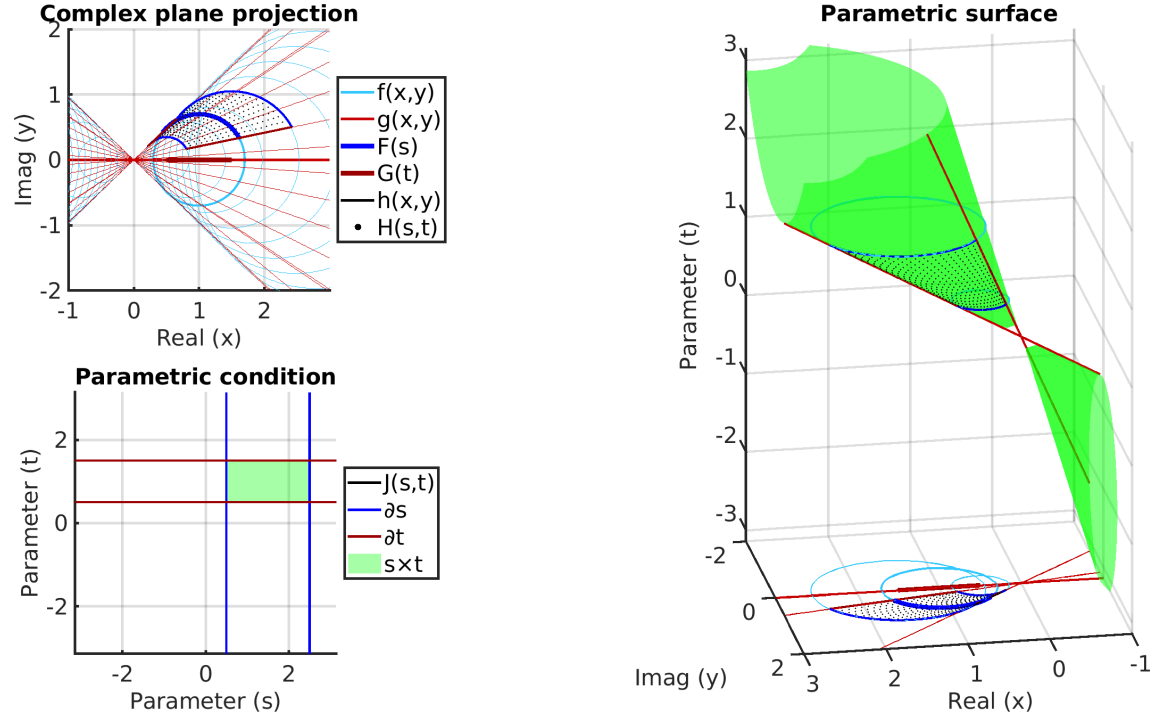 Complex plane projection
2
1
0
-1
-2
Imag (y)
-1
0
1
2
Real (x)
f(x,y)
g(x,y)
F(s)
G(t)
h(x,y)
H(s,t)
Parametric condition
2
0
-2
Parameter (t)
-2
0
2
Parameter (s)
J(s,t)
∂s
∂t
s×t
Parametric surface
3
2
1
0
-1
-2
-3
Parameter (t)
-2
0
2
Imag (y)
3
2
1
0
-1
Real (x)